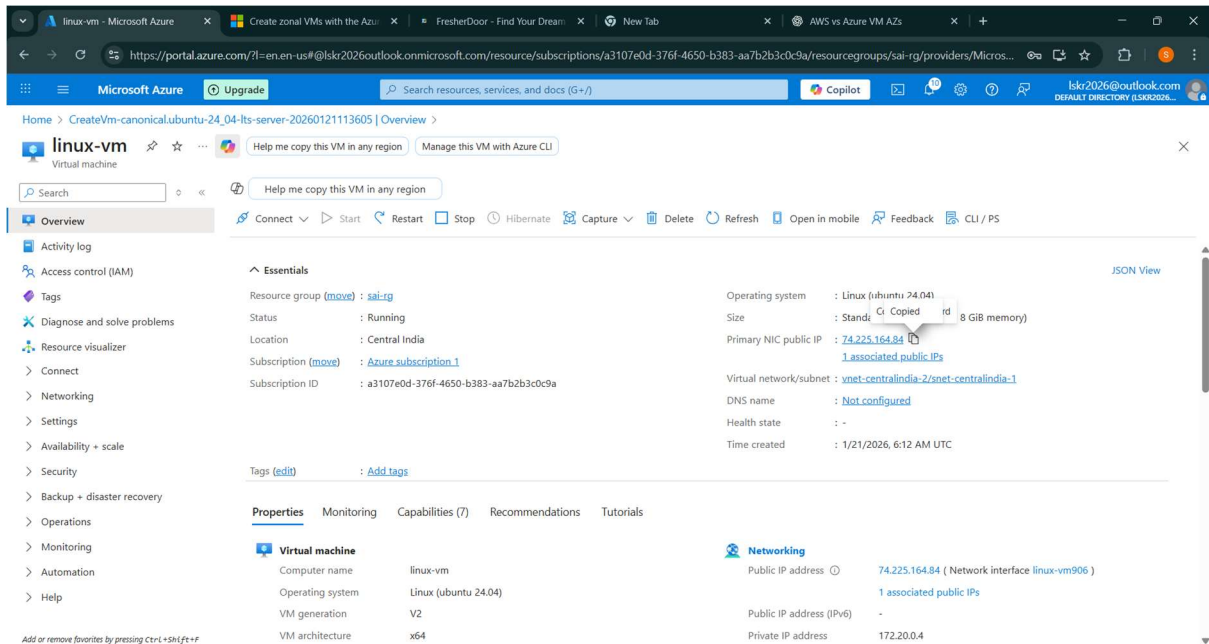 linux-vm - Microsoft Azure
Create zonal VMs with the Azur
FresherDoor - Find Your Dream
New Tab
AWS vs Azure VM AZs
https://portal.azure.com/?l=en.en-us#@lskr2026outlook.onmicrosoft.com/resource/subscriptions/a3107e0d-376f-4650-b383-aa7b2b3c0c9a/resourcegroups/sai-rg/providers/Micros...
S
Microsoft Azure
Upgrade
Search resources, services, and docs (G+/)
Copilot
10
lskr2026@outlook.com
DEFAULT DIRECTORY (LSKR2026...
Home > CreateVm-canonical.ubuntu-24_04-lts-server-20260121113605 | Overview >
linux-vm
Virtual machine
Help me copy this VM in any region
Manage this VM with Azure CLI
Search
Help me copy this VM in any region
Connect Start Restart Stop Hibernate Capture Delete Refresh Open in mobile Feedback CLI / PS
Overview
Activity log
Access control (IAM)
Tags
Diagnose and solve problems
Resource visualizer
Connect
Networking
Settings
Availability + scale
Security
Backup + disaster recovery
Operations
Monitoring
Automation
Help
Add or remove favorites by pressing Ctrl+Shift+F
Essentials
JSON View
Resource group (move) : sai-rg
Status : Running
Location : Central India
Subscription (move) : Azure subscription 1
Subscription ID : a3107e0d-376f-4650-b383-aa7b2b3c0c9a
Operating system : Linux (ubuntu 24.04)
Size : 8 GiB memory)
Copied
Primary NIC public IP : 74.225.164.84
1 associated public IPs
Virtual network/subnet : vnet-centralindia-2/snet-centralindia-1
DNS name : Not configured
Health state : -
Time created : 1/21/2026, 6:12 AM UTC
Tags (edit) : Add tags
Properties Monitoring Capabilities (7) Recommendations Tutorials
Virtual machine
Computer name linux-vm
Operating system Linux (ubuntu 24.04)
VM generation V2
VM architecture x64
Networking
Public IP address 74.225.164.84 ( Network interface linux-vm906 )
1 associated public IPs
Public IP address (IPv6) -
Private IP address 172.20.0.4